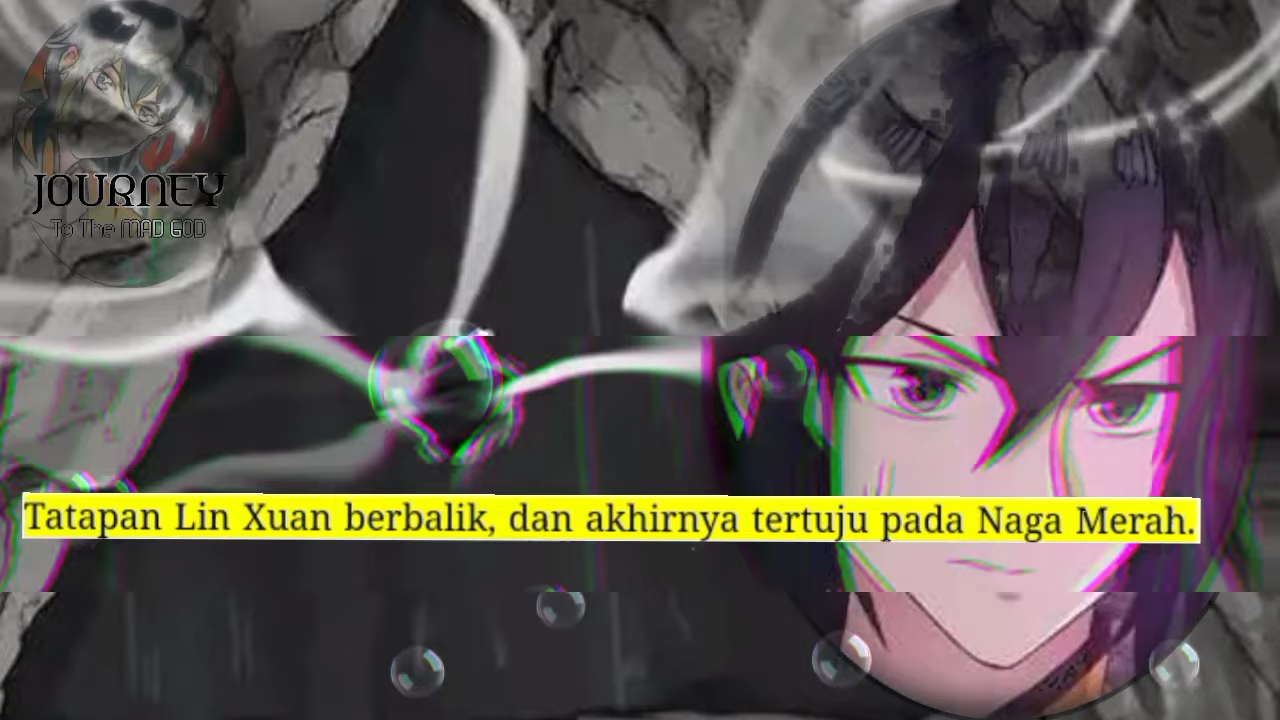 JOURNEY
To The MAD GOD
Tatapan Lin Xuan berbalik, dan akhirnya tertuju pada Naga Merah.